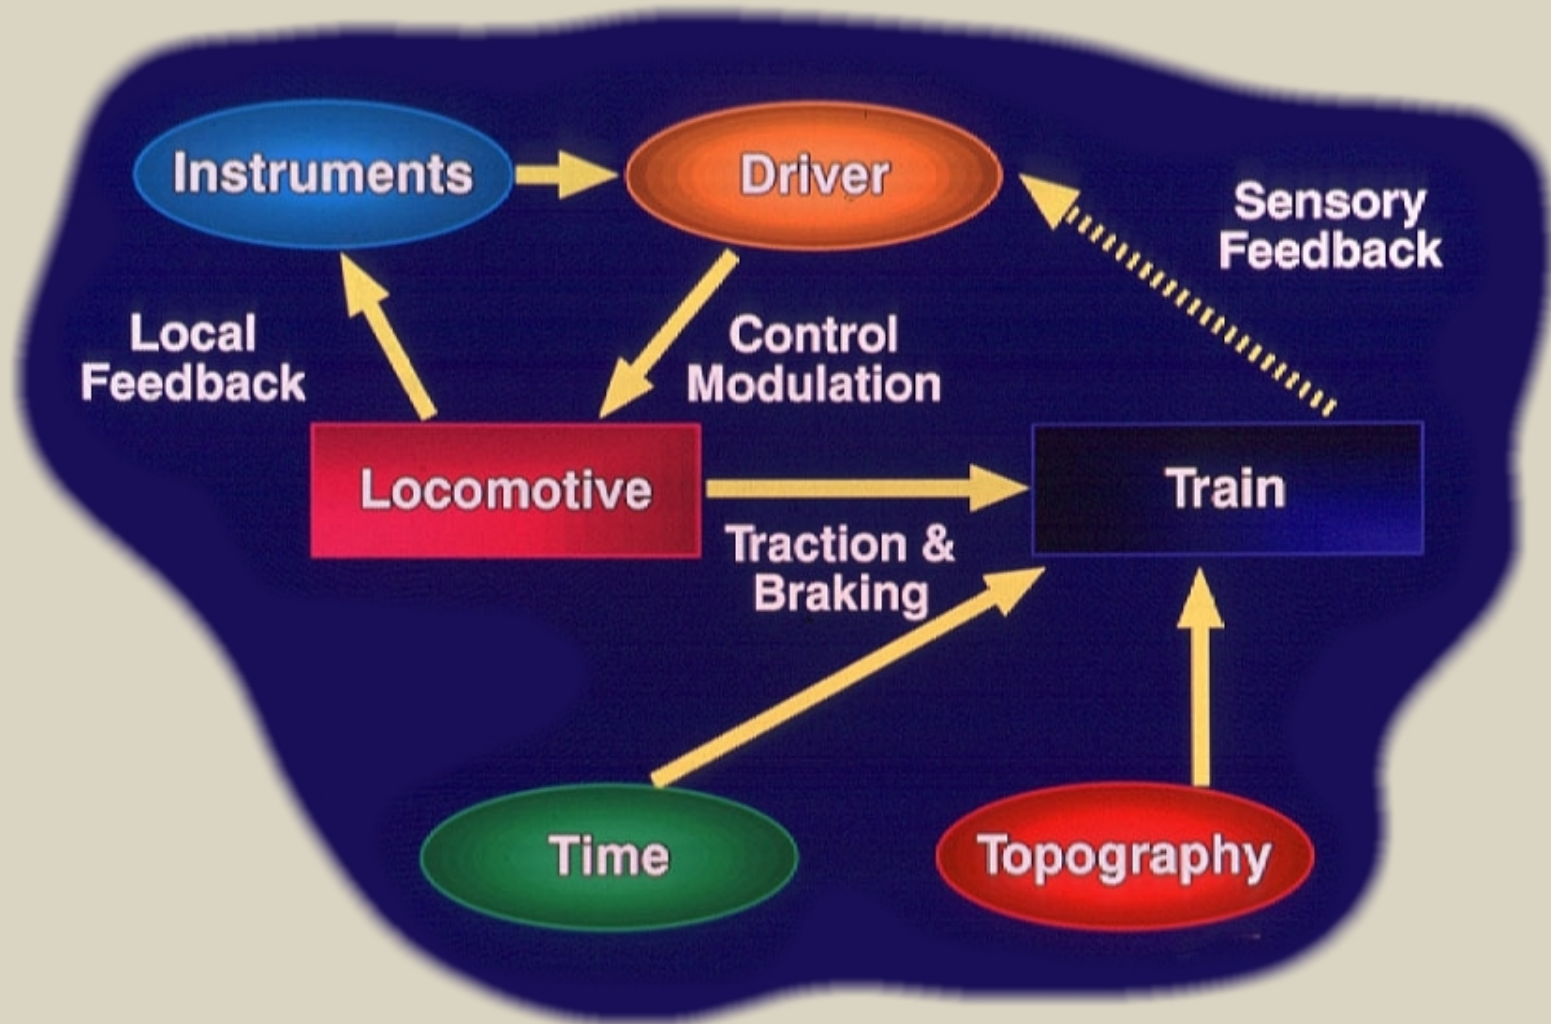 Instruments
Driver
Sensory
Feedback
Local
Feedback
Control
Modulation
Locomotive
Train
Traction &
Braking
Time
Topography